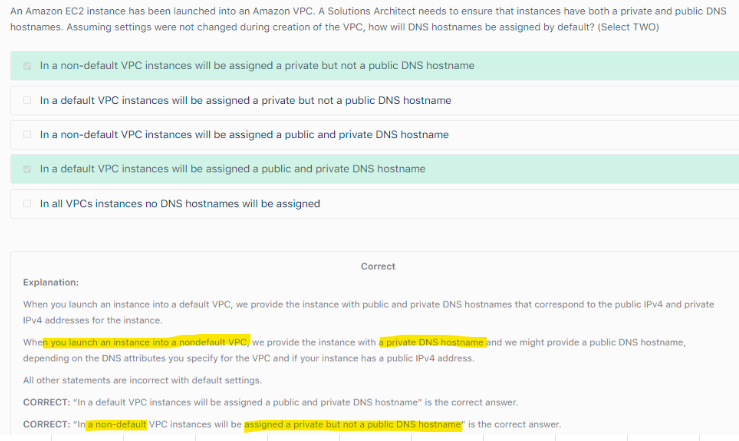 An Amazon EC2 instance has been launched into an Amazon VPC. A Solutions Architect needs to ensure that instances have both a private and public DNS
hostnames. Assuming settings were not changed during creation of the VPC, how will DNS hostnames be assigned by default? (Select TWO)
In a non-default VPC instances will be assigned a private but not a public DNS hostname
In a default VPC instances will be assigned a private but not a public DNS hostname
In a non-default VPC instances will be assigned a public and private DNS hostname
In a default VPC instances will be assigned a public and private DNS hostname
In all VPCs instances no DNS hostnames will be assigned
Correct
Explanation:
When you launch an instance into a default VPC, we provide the instance with public and private DNS hostnames that correspond to the public IPv4 and private
IPv4 addresses for the instance.
When you launch an instance into a nondefault VPC, we provide the instance with a private DNS hostname and we might provide a public DNS hostname,
depending on the DNS attributes you specify for the VPC and if your instance has a public IPv4 address.
All other statements are incorrect with default settings.
CORRECT: "In a default VPC instances will be assigned a public and private DNS hostname" is the correct answer.
CORRECT: "In a non-default VPC instances will be assigned a private but not a public DNS hostname" is the correct answer.